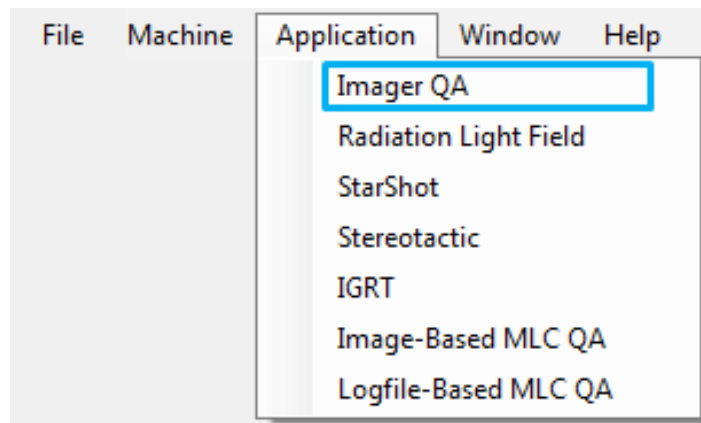 File Machine Application Window Help
Imager QA
Radiation Light Field
StarShot
Stereotactic
IGRT
Image-Based MLC QA
Logfile-Based MLC QA